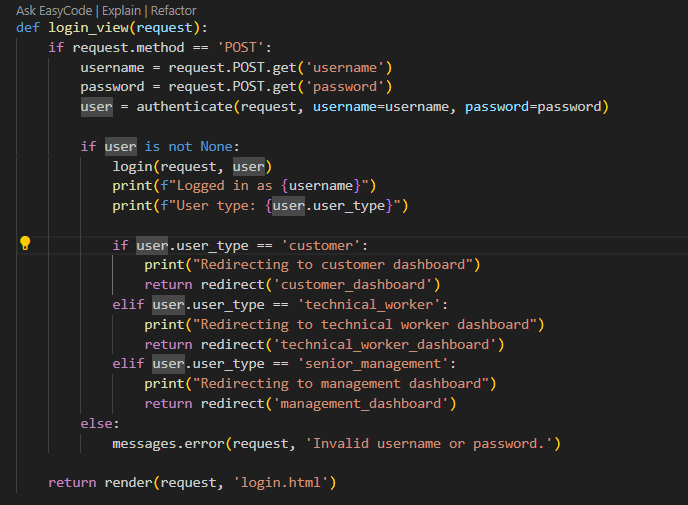 Ask EasyCode | Explain | Refactor
def login_view(request):
    if request.method == 'POST':
        username = request.POST.get('username')
        password = request.POST.get('password')
        user = authenticate(request, username=username, password=password)
        if user is not None:
            login(request, user)
            print(f"Logged in as {username}")
            print(f"User type: {user.user_type}")
            if user.user_type == 'customer':
                print("Redirecting to customer dashboard")
                return redirect('customer_dashboard')
            elif user.user_type == 'technical_worker':
                print("Redirecting to technical worker dashboard")
                return redirect('technical_worker_dashboard')
            elif user.user_type == 'senior_management':
                print("Redirecting to management dashboard")
                return redirect('management_dashboard')
        else:
            messages.error(request, 'Invalid username or password.')
    return render(request, 'login.html')